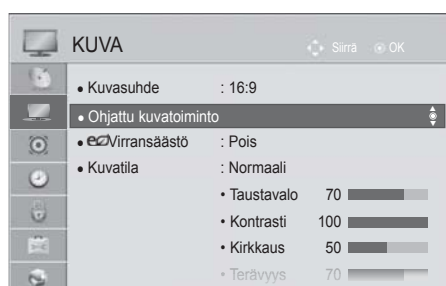 KUVA Siirrä OK
• Kuvasuhde : 16:9
• Ohjattu kuvatoiminto
• eco Virransäästö : Pois
• Kuvatila : Normaali
• Taustavalo 70
• Kontrasti 100
• Kirkkaus 50
• Terävyys 70